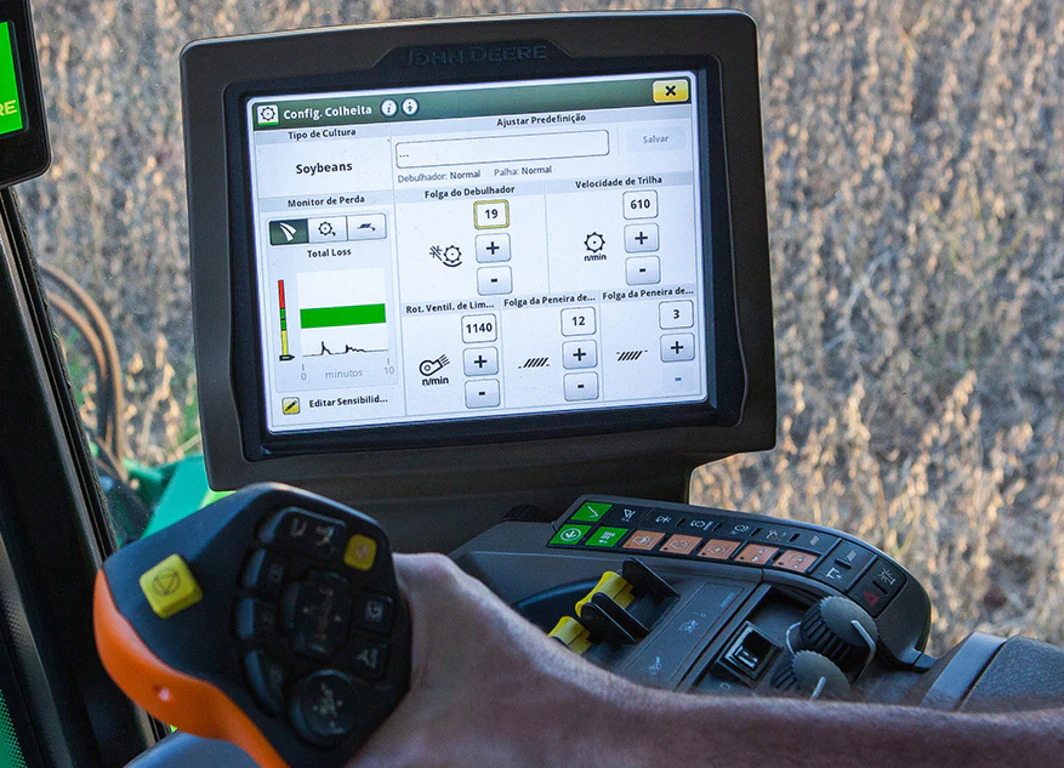 JOHN DEERE
RE
Config. Colheita
Tipo de Cultura
Ajustar Predefinição
Soybeans
---
Salvar
Debulhador: Normal Palha: Normal
Monitor de Perda
Folga do Debulhador
Velocidade de Trilha
19
610
+
+
-
-
n/min
Total Loss
0 minutos 10
Editar Sensibilid...
Rot. Ventil. de Lim...
Folga da Peneira de...
Folga da Peneira de...
1140
12
3
+
+
+
-
-
-
n/min